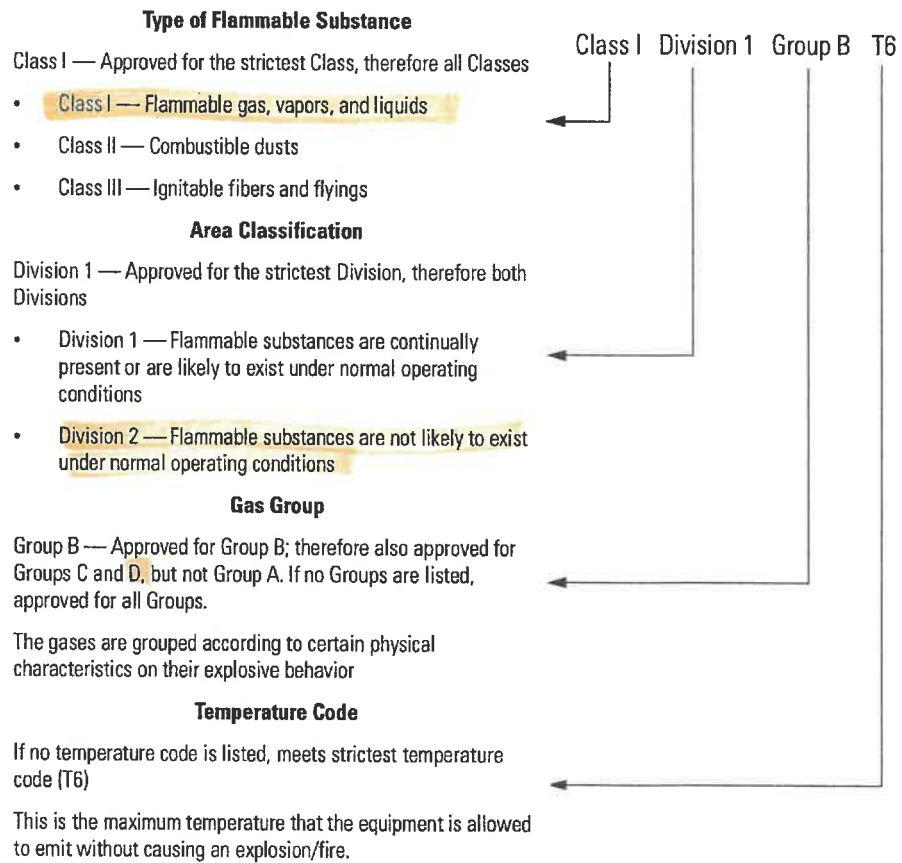 Type of Flammable Substance
Class I — Approved for the strictest Class, therefore all Classes
• Class I — Flammable gas, vapors, and liquids
• Class II — Combustible dusts
• Class III — Ignitable fibers and flyings
Area Classification
Division 1 — Approved for the strictest Division, therefore both
Divisions
• Division 1 — Flammable substances are continually
present or are likely to exist under normal operating
conditions
• Division 2 — Flammable substances are not likely to exist
under normal operating conditions
Gas Group
Group B — Approved for Group B; therefore also approved for
Groups C and D, but not Group A. If no Groups are listed,
approved for all Groups.
The gases are grouped according to certain physical
characteristics on their explosive behavior
Temperature Code
If no temperature code is listed, meets strictest temperature
code (T6)
This is the maximum temperature that the equipment is allowed
to emit without causing an explosion/fire.
Class I Division 1 Group B T6